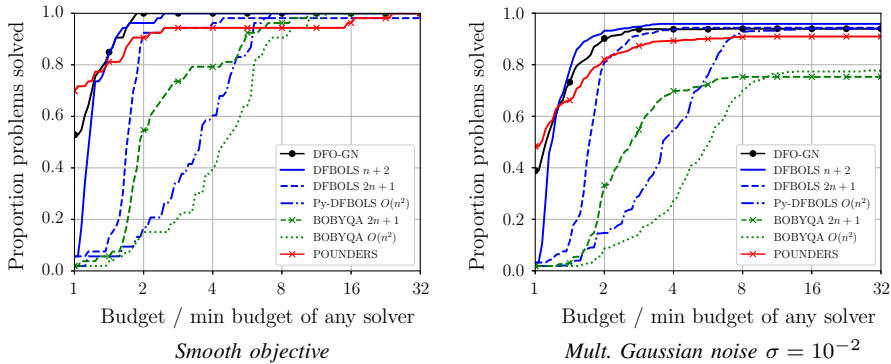 Proportion problems solved
1.0
0.8
0.6
0.4
0.2
0.0
DFO-GN
DFBOLS n + 2
DFBOLS 2n + 1
Py-DFBOLS O(n²)
BOBYQA 2n + 1
BOBYQA O(n²)
POUNDERS
1 2 4 8 16 32
Budget / min budget of any solver
Smooth objective
Proportion problems solved
1.0
0.8
0.6
0.4
0.2
0.0
DFO-GN
DFBOLS n + 2
DFBOLS 2n + 1
Py-DFBOLS O(n²)
BOBYQA 2n + 1
BOBYQA O(n²)
POUNDERS
1 2 4 8 16 32
Budget / min budget of any solver
Mult. Gaussian noise σ = 10⁻²